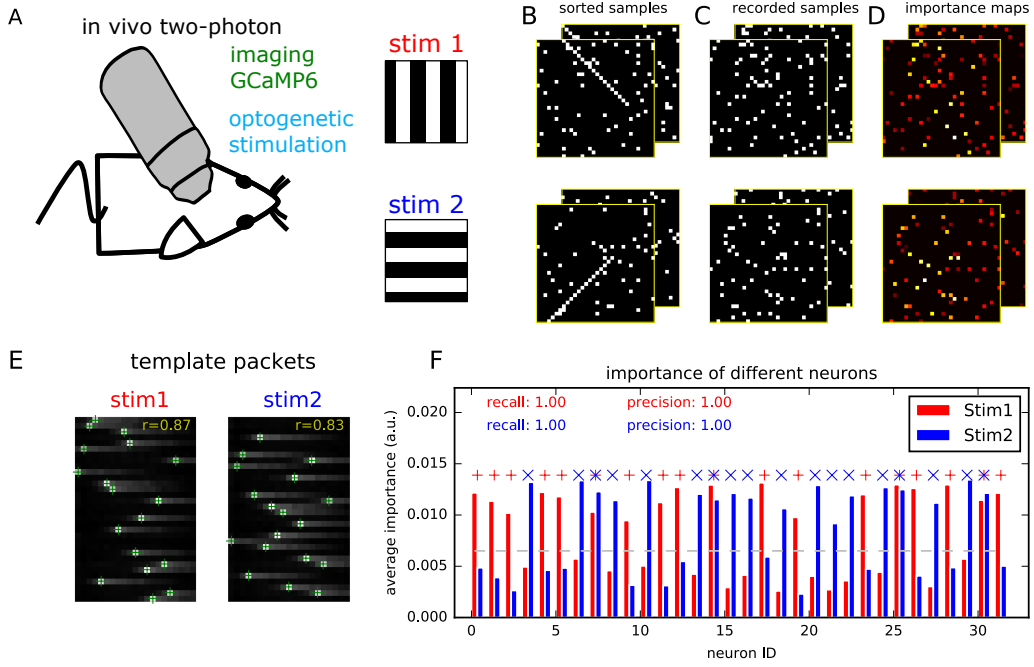 A
in vivo two-photon
imaging
GCaMP6
optogenetic
stimulation
stim 1
stim 2
B
sorted samples
C
recorded samples
D
importance maps
E
template packets
stim1
r=0.87
stim2
r=0.83
F
importance of different neurons
recall: 1.00 precision: 1.00
recall: 1.00 precision: 1.00
Stim1
Stim2
average importance (a.u.)
0.020
0.015
0.010
0.005
0.000
0 5 10 15 20 25 30
neuron ID